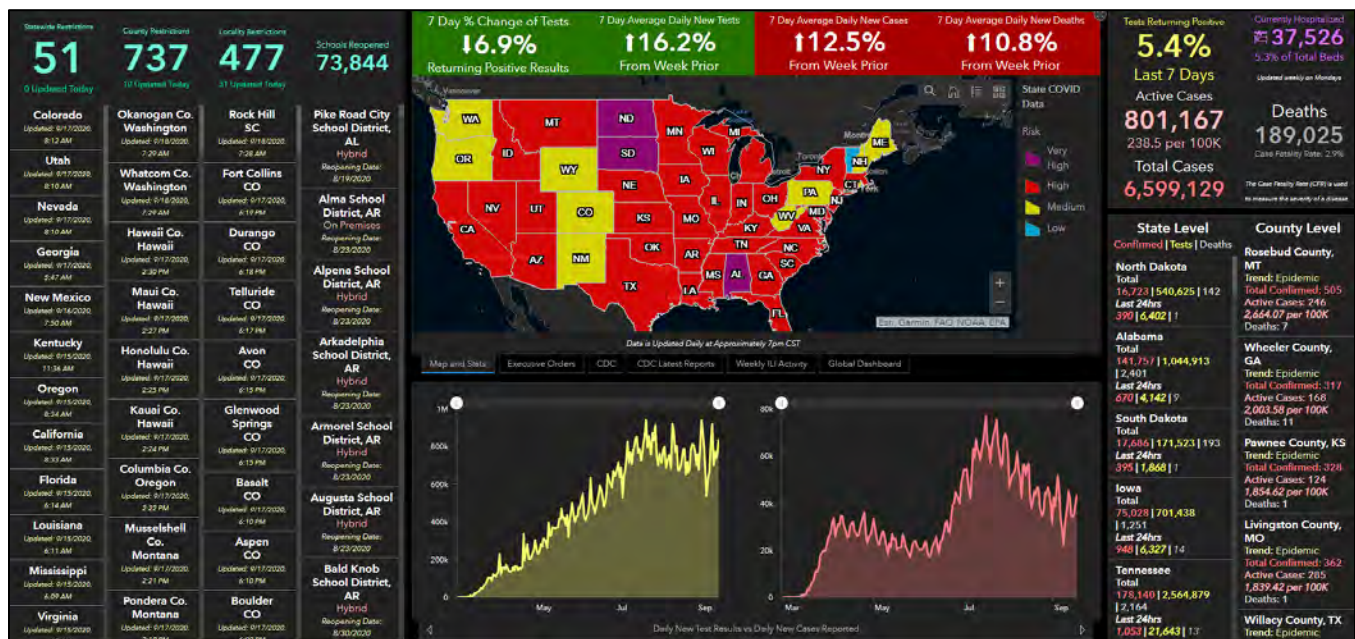 Statewide Restrictions
51
0 Updated Today
Colorado
Updated: 9/17/2020,
8:12 AM
Utah
Updated: 9/17/2020,
8:10 AM
Nevada
Updated: 9/17/2020,
8:10 AM
Georgia
Updated: 9/17/2020,
5:47 AM
New Mexico
Updated: 9/16/2020,
7:50 AM
Kentucky
Updated: 9/15/2020,
11:36 AM
Oregon
Updated: 9/15/2020,
8:34 AM
California
Updated: 9/15/2020,
8:33 AM
Florida
Updated: 9/15/2020,
6:14 AM
Louisiana
Updated: 9/15/2020,
6:11 AM
Mississippi
Updated: 9/15/2020,
6:09 AM
Virginia
Updated: 9/15/2020,
County Restrictions
737
10 Updated Today
Okanogan Co.
Washington
Updated: 9/18/2020,
7:29 AM
Whatcom Co.
Washington
Updated: 9/18/2020,
7:29 AM
Hawaii Co.
Hawaii
Updated: 9/17/2020,
2:30 PM
Maui Co.
Hawaii
Updated: 9/17/2020,
2:27 PM
Honolulu Co.
Hawaii
Updated: 9/17/2020,
2:25 PM
Kauai Co.
Hawaii
Updated: 9/17/2020,
2:24 PM
Columbia Co.
Oregon
Updated: 9/17/2020,
2:22 PM
Musselshell
Co.
Montana
Updated: 9/17/2020,
2:21 PM
Pondera Co.
Montana
Updated: 9/17/2020,
Locality Restrictions
477
31 Updated Today
Rock Hill
SC
Updated: 9/18/2020,
7:28 AM
Fort Collins
CO
Updated: 9/17/2020,
6:19 PM
Durango
CO
Updated: 9/17/2020,
6:18 PM
Telluride
CO
Updated: 9/17/2020,
6:17 PM
Avon
CO
Updated: 9/17/2020,
6:15 PM
Glenwood
Springs
CO
Updated: 9/17/2020,
6:15 PM
Basalt
CO
Updated: 9/17/2020,
6:10 PM
Aspen
CO
Updated: 9/17/2020,
6:10 PM
Boulder
CO
Updated: 9/17/2020,
Schools Reopened
73,844
Pike Road City
School District,
AL
Hybrid
Reopening Date:
8/19/2020
Alma School
District, AR
On Premises
Reopening Date:
8/23/2020
Alpena School
District, AR
Hybrid
Reopening Date:
8/23/2020
Arkadelphia
School District,
AR
Hybrid
Reopening Date:
8/23/2020
Armorel School
District, AR
Hybrid
Reopening Date:
8/23/2020
Augusta School
District, AR
Hybrid
Reopening Date:
8/23/2020
Bald Knob
School District,
AR
Hybrid
Reopening Date:
8/30/2020
7 Day % Change of Tests
⬇6.9%
Returning Positive Results
7 Day Average Daily New Tests
⬆16.2%
From Week Prior
7 Day Average Daily New Cases
⬆12.5%
From Week Prior
7 Day Average Daily New Deaths
⬆10.8%
From Week Prior
Vancouver
WA
MT
ND
MN
OR
ID
SD
WI
MI
ME
NH
WY
NE
IA
NY
NV
UT
CO
KS
MO
IL
IN
OH
PA
NJ
CT
CA
WV
MD
VA
KY
AZ
NM
OK
AR
TN
NC
SC
TX
LA
MS
AL
GA
FL
Toronto
State COVID
Data
Risk
Very
High
High
Medium
Low
+
−
Esri, Garmin, FAO, NOAA, EPA
Data is Updated Daily at Approximately 7pm CST
Map and Stats
Executive Orders
CDC
CDC Latest Reports
Weekly ILI Activity
Global Dashboard
1M
800k
600k
400k
200k
0
May
Jul
Sep
80k
60k
40k
20k
0
Mar
May
Jul
Sep
Daily New Test Results vs Daily New Cases Reported
Tests Returning Positive
5.4%
Last 7 Days
Active Cases
801,167
238.5 per 100K
Total Cases
6,599,129
Currently Hospitalized
37,526
5.3% of Total Beds
Updated weekly on Mondays
Deaths
189,025
Case Fatality Rate: 2.9%
The Case Fatality Rate (CFR) is used
to measure the severity of a disease
State Level
Confirmed | Tests | Deaths
North Dakota
Total
16,723 | 540,625 | 142
Last 24hrs
390 | 6,402 | 1
Alabama
Total
141,757 | 1,044,913
| 2,401
Last 24hrs
670 | 4,142 | 9
South Dakota
Total
17,686 | 171,523 | 193
Last 24hrs
395 | 1,868 | 1
Iowa
Total
75,028 | 701,438
| 1,251
Last 24hrs
948 | 6,327 | 14
Tennessee
Total
178,140 | 2,564,879
| 2,164
Last 24hrs
1,053 | 21,643 | 13
County Level
Rosebud County,
MT
Trend: Epidemic
Total Confirmed: 505
Active Cases: 246
2,664.07 per 100K
Deaths: 7
Wheeler County,
GA
Trend: Epidemic
Total Confirmed: 317
Active Cases: 168
2,003.58 per 100K
Deaths: 11
Pawnee County, KS
Trend: Epidemic
Total Confirmed: 328
Active Cases: 124
1,854.62 per 100K
Deaths: 1
Livingston County,
MO
Trend: Epidemic
Total Confirmed: 362
Active Cases: 285
1,839.42 per 100K
Deaths: 1
Willacy County, TX
Trend: Epidemic